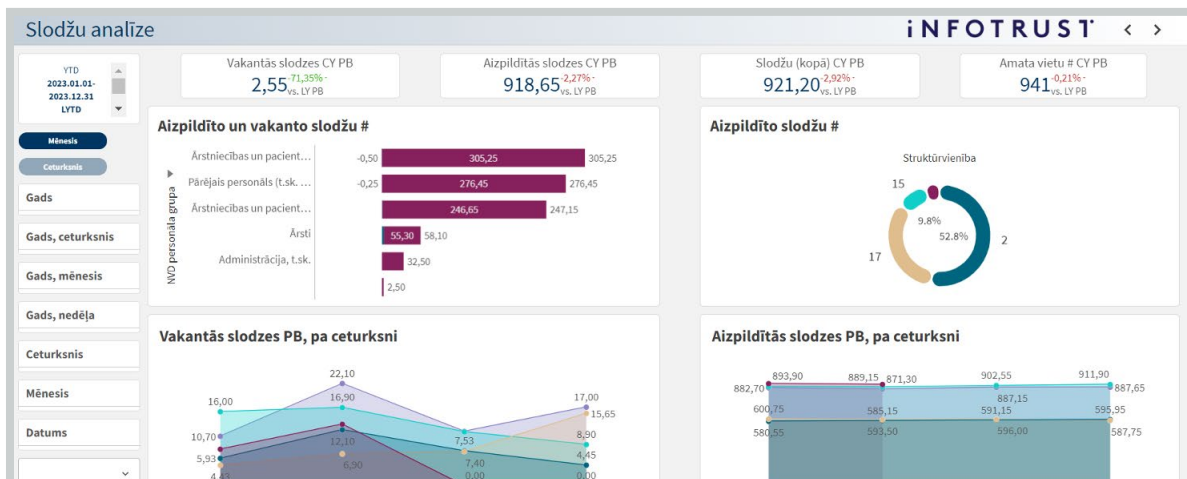 Slodžu analīze
iNFOTRUST
YTD
2023.01.01-
2023.12.31
LYTD
Vakantās slodzes CY PB
2,55 -71,35% -
vs. LY PB
Aizpildītās slodzes CY PB
918,65 -2,27% -
vs. LY PB
Slodžu (kopā) CY PB
921,20 -2,92% -
vs. LY PB
Amata vietu # CY PB
941 -0,21% -
vs. LY PB
Mēnesis
Ceturksnis
Gads
Gads, ceturksnis
Gads, mēnesis
Gads, nedēļa
Ceturksnis
Mēnesis
Datums
Aizpildīto un vakanto slodžu #
NVD personāla grupa
Ārstniecības un pacient... -0,50 305,25 305,25
Pārējais personāls (t.sk. ... -0,25 276,45 276,45
Ārstniecības un pacient... 246,65 247,15
Ārsti 55,30 58,10
Administrācija, t.sk. 32,50
2,50
Aizpildīto slodžu #
Struktūrvienība
15
9.8%
52.8%
2
17
Vakantās slodzes PB, pa ceturksni
22,10
16,00 16,90 17,00
15,65
10,70 12,10 7,53 8,90
5,93 6,90 7,40 4,45
4,43 0,00 0,00
Aizpildītās slodzes PB, pa ceturksni
893,90 889,15 871,30 902,55 911,90
882,70 887,15 887,65
600,75 585,15 591,15 595,95
580,55 593,50 596,00 587,75